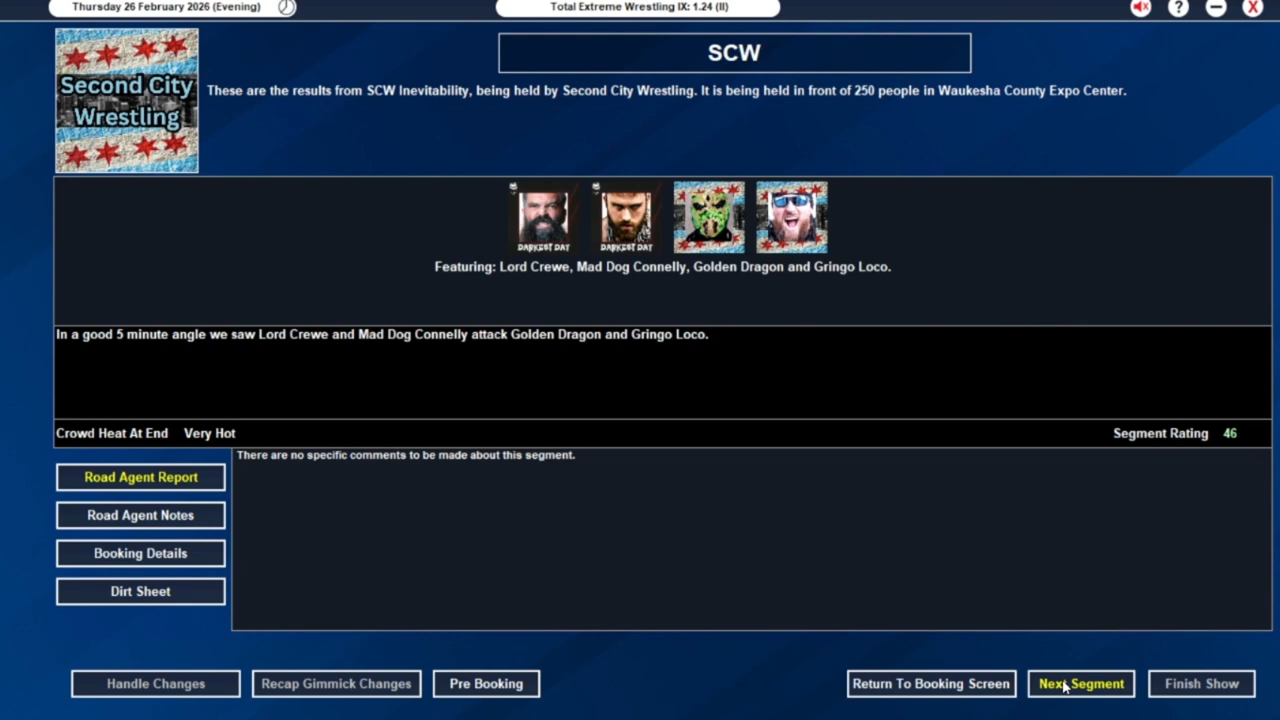 Thursday 26 February 2026 (Evening)
Total Extreme Wrestling IX: 1.24 (II)
?
X
SCW
Second City
Wrestling
These are the results from SCW Inevitability, being held by Second City Wrestling. It is being held in front of 250 people in Waukesha County Expo Center.
DARKEST DAY
DARKEST DAY
Featuring: Lord Crewe, Mad Dog Connelly, Golden Dragon and Gringo Loco.
In a good 5 minute angle we saw Lord Crewe and Mad Dog Connelly attack Golden Dragon and Gringo Loco.
Crowd Heat At End Very Hot
Segment Rating 46
There are no specific comments to be made about this segment.
Road Agent Report
Road Agent Notes
Booking Details
Dirt Sheet
Handle Changes
Recap Gimmick Changes
Pre Booking
Return To Booking Screen
Next Segment
Finish Show